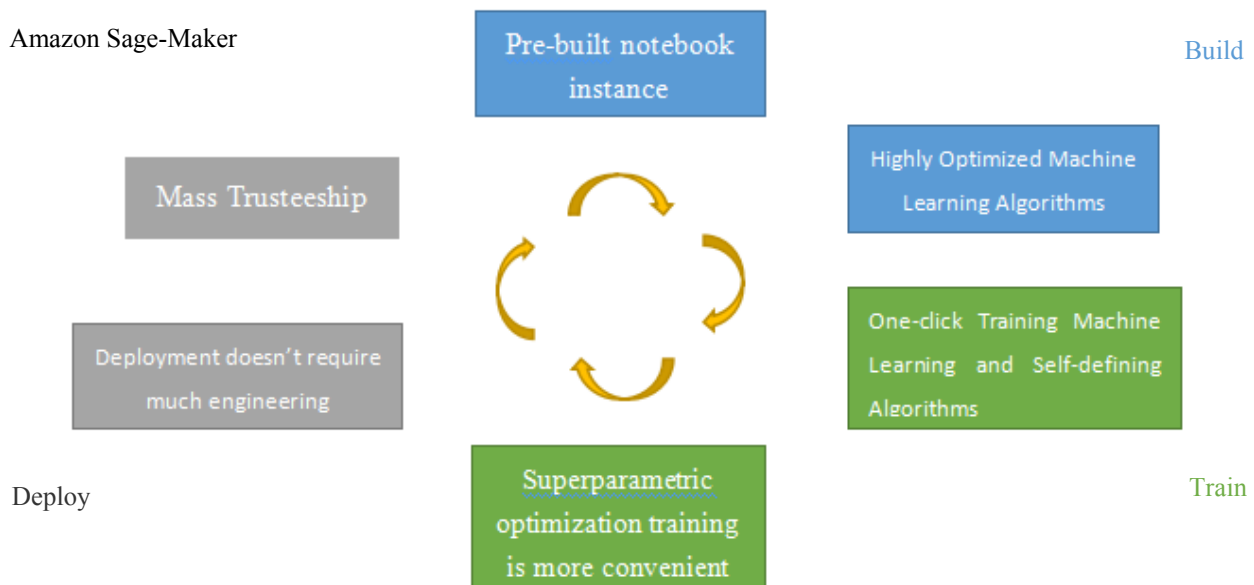 Amazon Sage-Maker
Pre-built notebook
instance
Build
Mass Trusteeship
Highly Optimized Machine
Learning Algorithms
Deployment doesn't require
much engineering
One-click Training Machine
Learning and Self-defining
Algorithms
Deploy
Superparametric
optimization training
is more convenient
Train